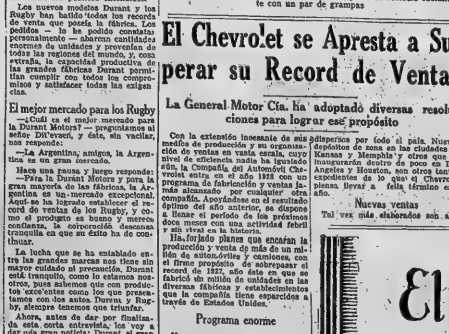 Los nuevos modelos Durant y los
Rugby han batido todos los records
de venta que poseía la fábrica. Los
pedidos — lo he podido constatar
personalmente — abarcan cantidades
enormes de unidades y provenían de
todas las regiones del mundo, y, cosa
extraña, la capacidad productiva de
las grandes fábricas Durant permi-
tían cumplir con todos los compro-
misos y satisfacer todas las exigen
cias.
El mejor mercado para los Rugby
—¿Cuál es el mejor mercado para
la Durant Motors? — preguntamos al
señor y éste, sin vacilar,
nos responde:
—La Argentina, amigos, la Argen-
tina es un gran mercado.
Hace una pausa y luego responde:
—Para la Durant Motors y para la
gran mayoría de las fábricas, la Ar-
gentina es un mercado excepcional.
Aquí se ha logrado establecer el re-
cord de ventas de los Rugby, y co-
mo el producto es bueno y merece
confianza, la corporación descansa
tranquila en que su éxito ha de con-
tinuar.
La lucha que se ha entablado en-
tre las grandes marcas nos tiene sin
mayor cuidado ni precaución. Durant
está tranquilo, como lo estamos nos-
otros, pues sabemos que con produc-
tos excelentes como los que presen-
tamos con dos autos, Durant y Rug-
by, siempre tenemos que triunfar.
Ahora, antes de dar por finaliza-
da esta corta entrevista, les voy a
te con un par de grampas
El Chevrolet se Apresta a Su
perar su Record de Venta
La General Motor Cía. ha adoptado diversas resol
ciones para lograr ese propósito
Con la extensión incesante de sus
medios de producción y su organiza-
ción de ventas en vasta escala, cuyo
nivel de eficiencia nadie ha iguala-
do, la Compañía del Automóvil Che-
vrolet entra en el año 1928 con un
programa de fabricación y ventas ja-
más alcanzado por cualquier otra
compañía. Apoyándose en el resultado
óptimo del año anterior, se dispone
a llenar el período de los próximos
doce meses con una actividad febril
y sin rival en la historia.
Ha forjado planes que encaran la
producción y venta de más de un mi-
llón de automóviles y camiones, con
el firme propósito de sobrepasar el
record de 1927, año éste en que se
fabricó un millón de unidades en las
diversas fábricas y establecimientos
que la compañía tiene esparcidos a
través de Estados Unidos.
Programa enorme
dispersos por todo el país. Nuev
depósitos de zona en las ciudades
Kansas y Memphis y otros que
inaugurarán dentro de poco en L
Angeles y Houston, son otros tan
expedientes de lo que el Chevro
piensa llevar a feliz término es
año.
Nuevas ventas
Tal vez más elaborados son a
El